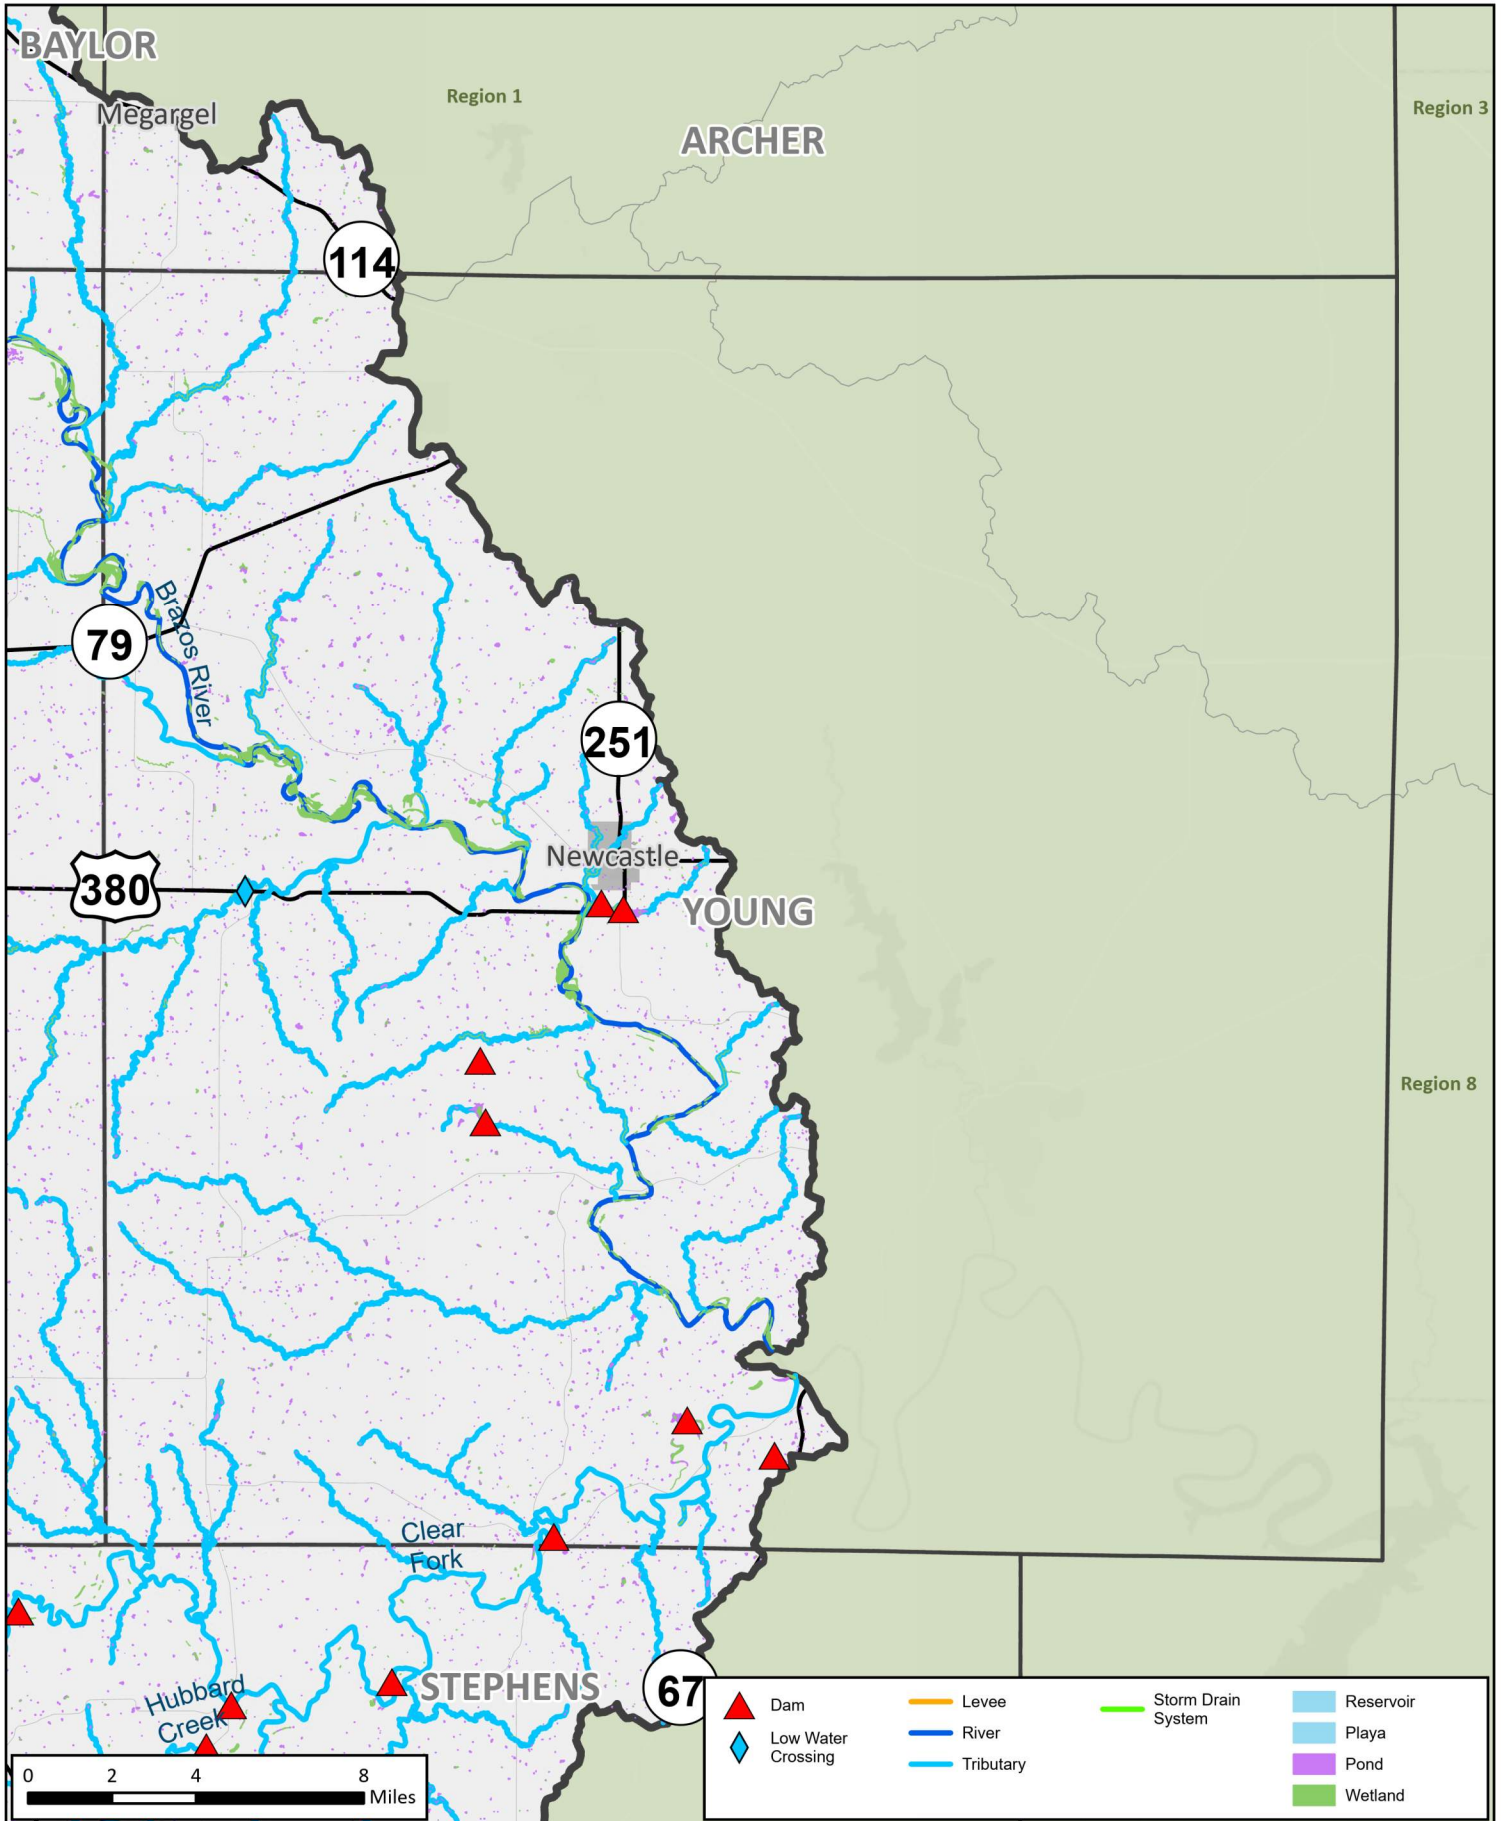 BAYLOR
Megargel
Region 1
ARCHER
Region 3
114
Brazos River
79
251
Newcastle
380
YOUNG
Region 8
Clear
Fork
Hubbard
Creek
STEPHENS
67
Dam
Low Water
Crossing
Levee
River
Tributary
Storm Drain
System
Reservoir
Playa
Pond
Wetland
0 2 4 8
Miles